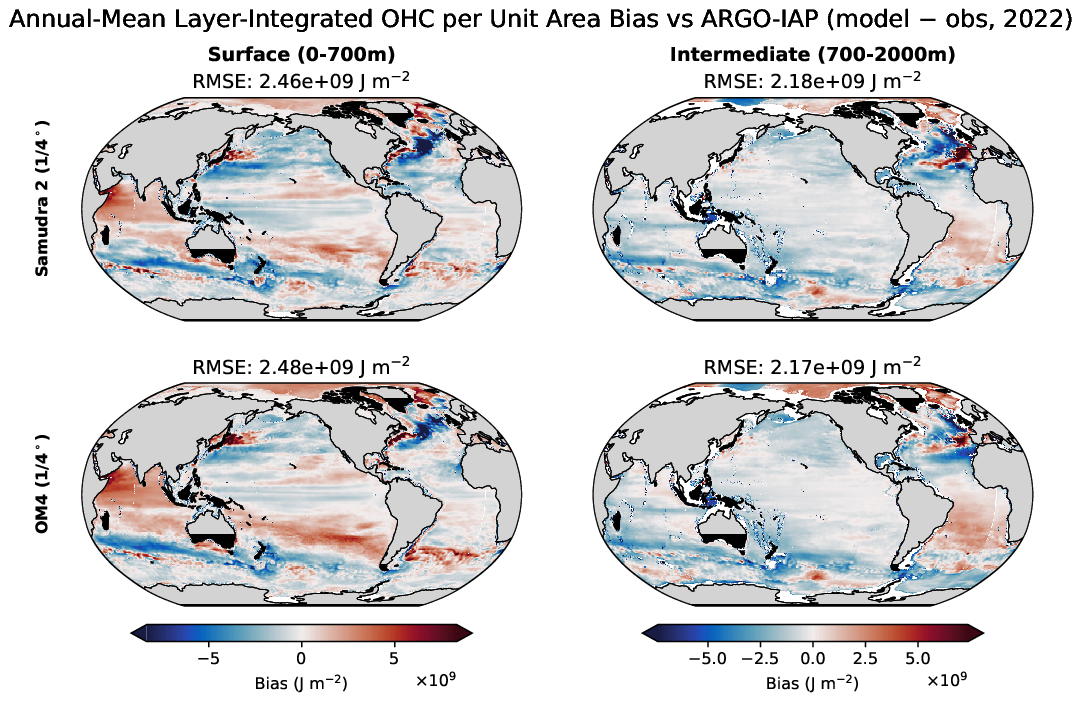 Annual-Mean Layer-Integrated OHC per Unit Area Bias vs ARGO-IAP (model − obs, 2022)
Surface (0-700m)
Intermediate (700-2000m)
RMSE: 2.46e+09 J m⁻²
RMSE: 2.18e+09 J m⁻²
Samudra 2 (1/4°)
RMSE: 2.48e+09 J m⁻²
RMSE: 2.17e+09 J m⁻²
OM4 (1/4°)
−5 0 5
×10⁹
Bias (J m⁻²)
−5.0 −2.5 0.0 2.5 5.0
×10⁹
Bias (J m⁻²)